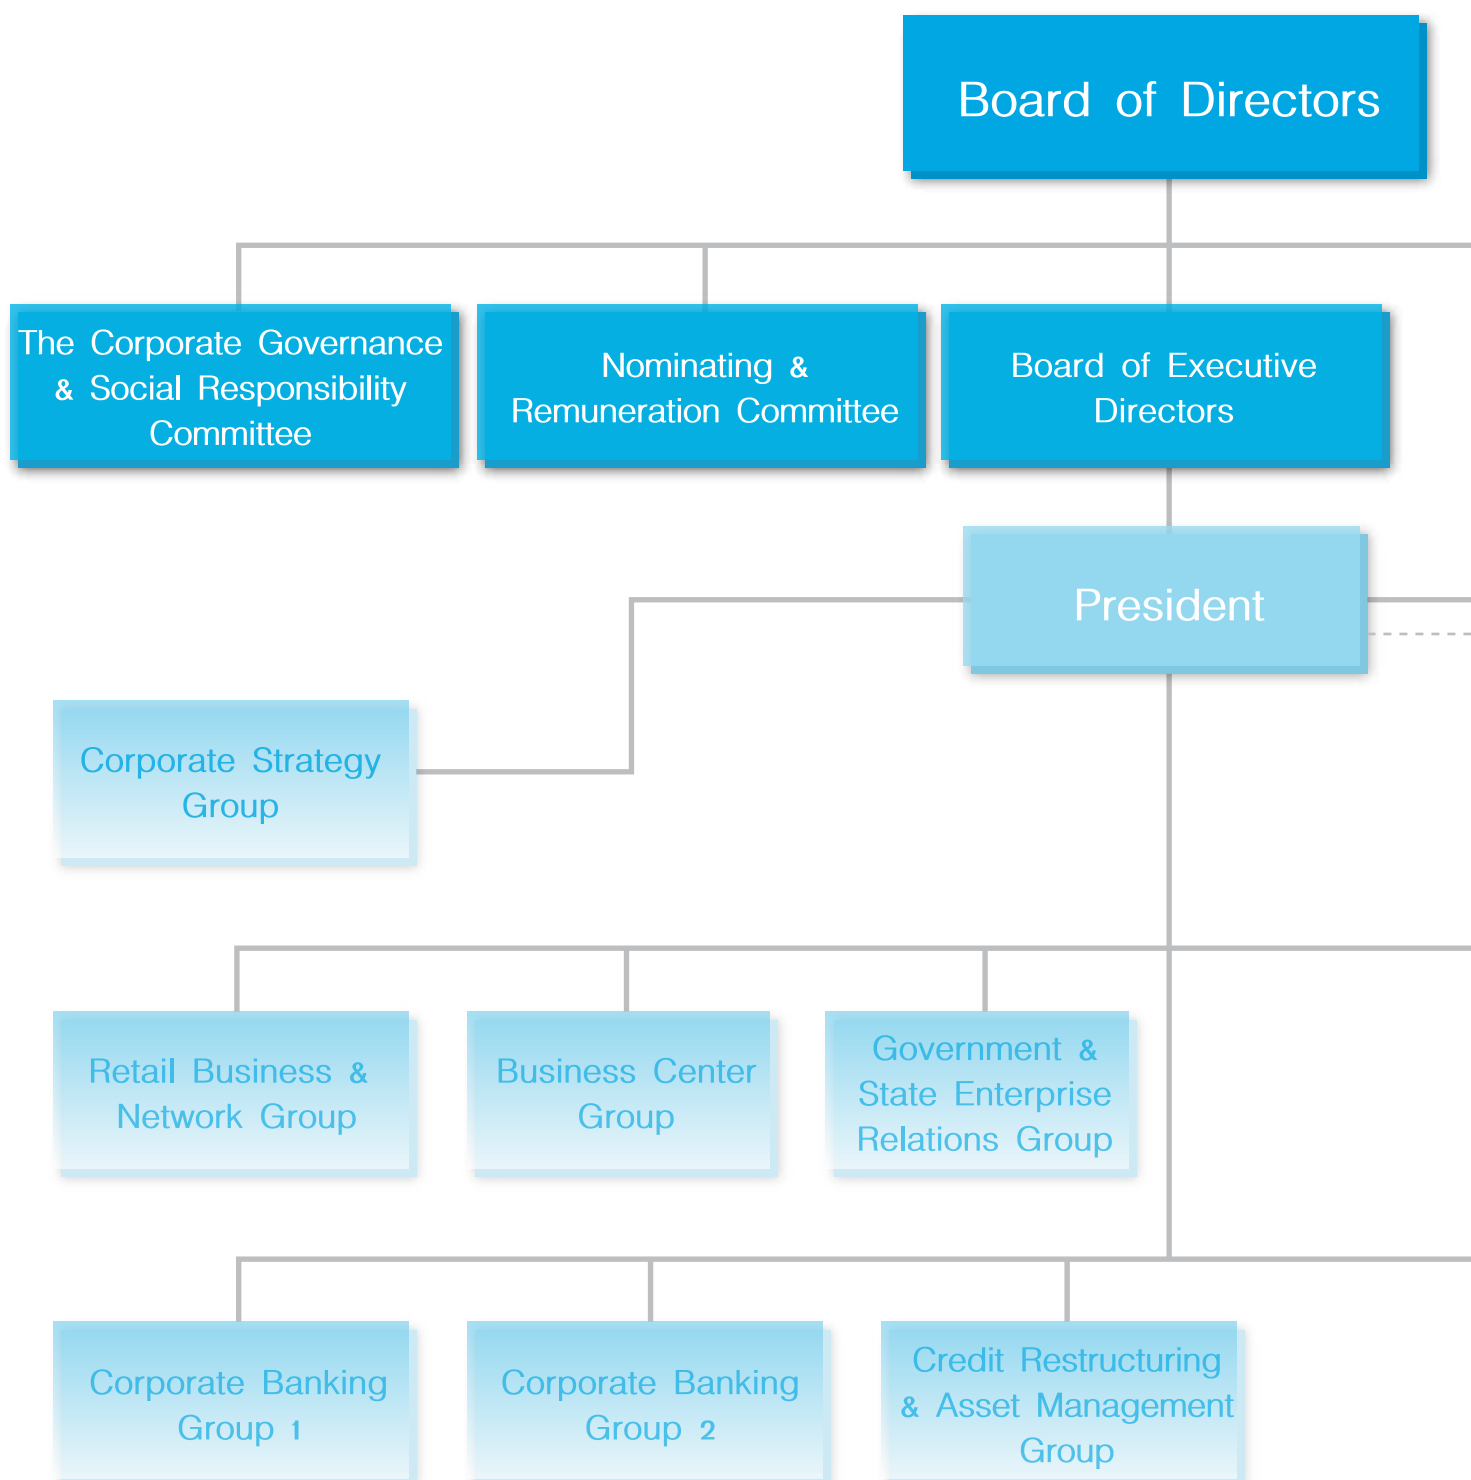 Board of Directors
The Corporate Governance
& Social Responsibility
Committee
Nominating &
Remuneration Committee
Board of Executive
Directors
President
Corporate Strategy
Group
Retail Business &
Network Group
Business Center
Group
Government &
State Enterprise
Relations Group
Corporate Banking
Group 1
Corporate Banking
Group 2
Credit Restructuring
& Asset Management
Group